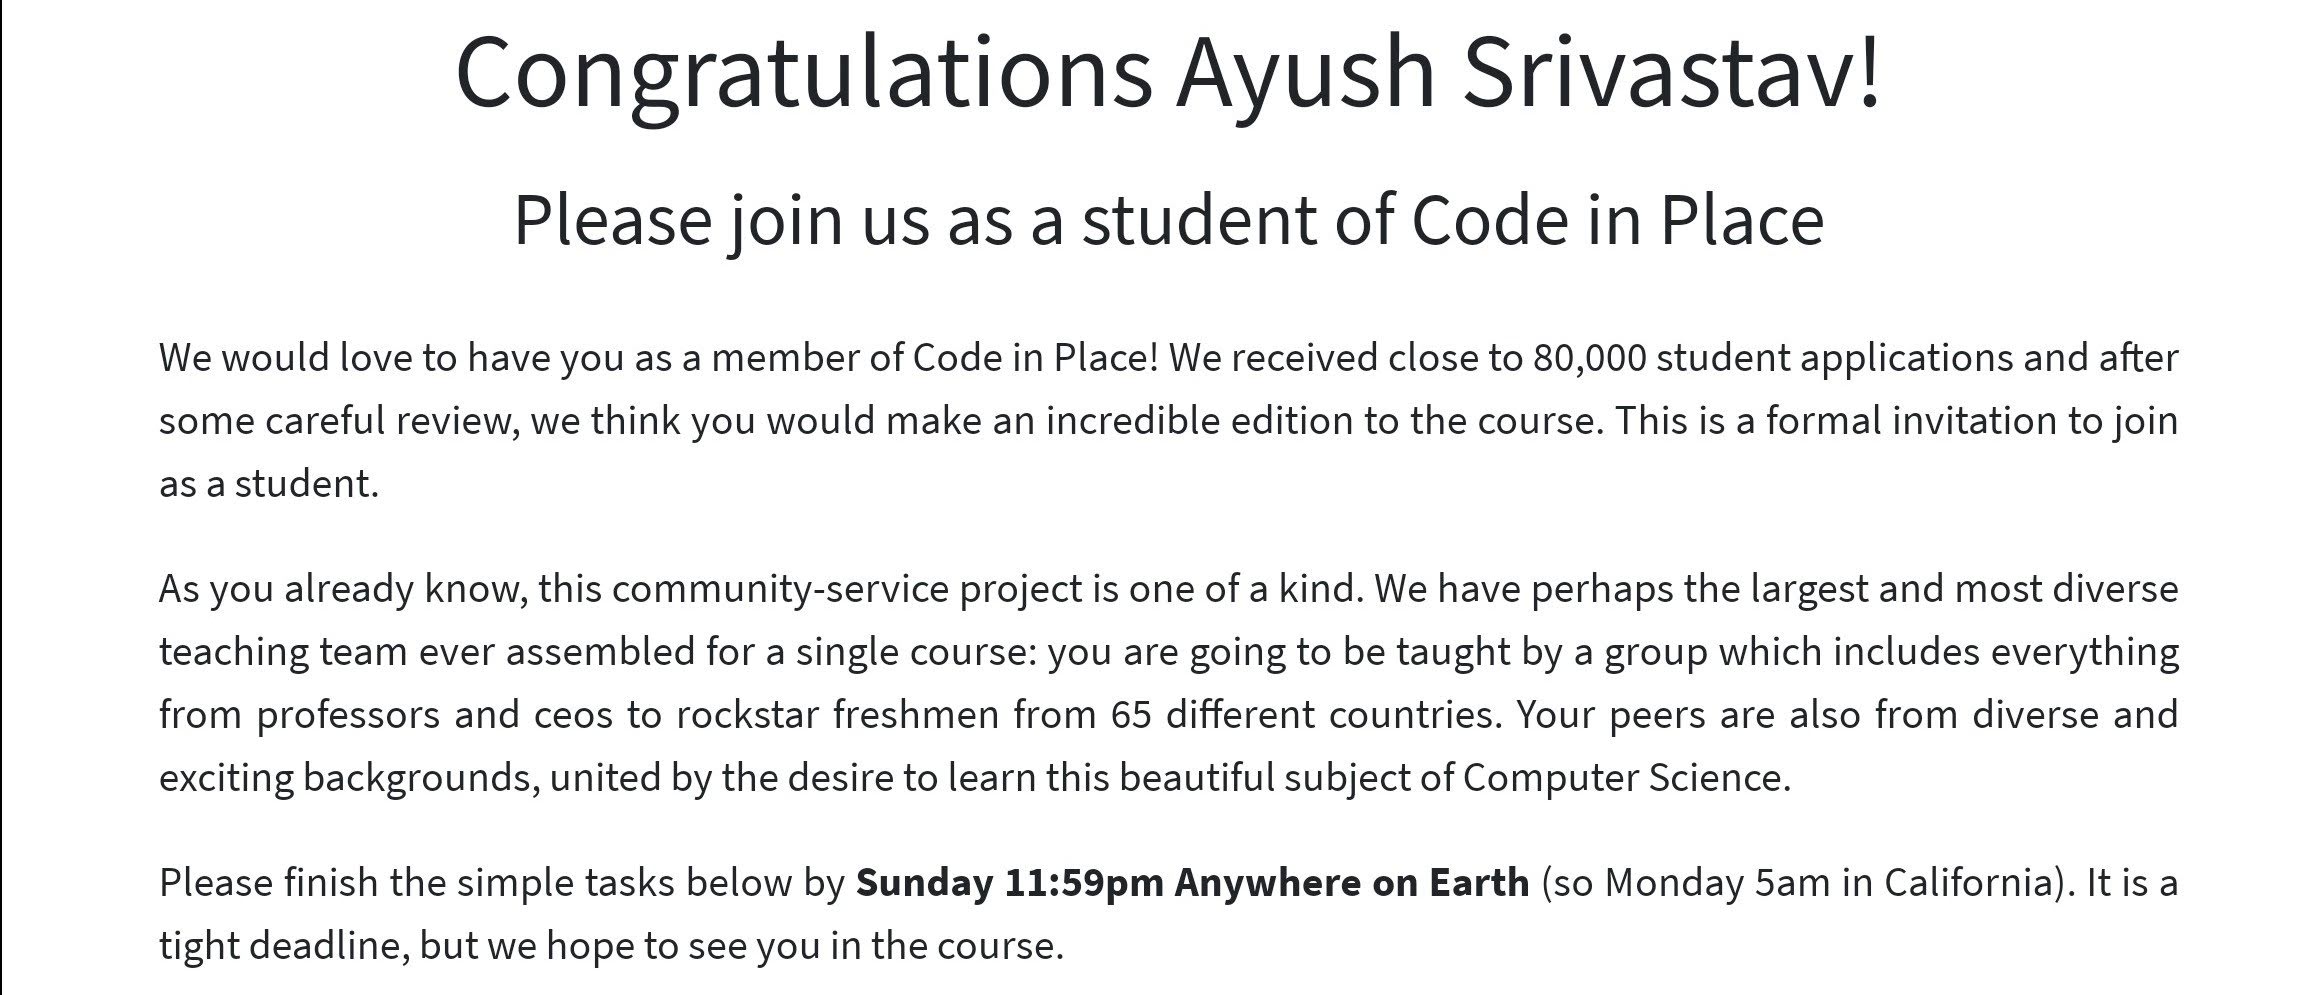 Congratulations Ayush Srivastav!
Please join us as a student of Code in Place
We would love to have you as a member of Code in Place! We received close to 80,000 student applications and after
some careful review, we think you would make an incredible edition to the course. This is a formal invitation to join
as a student.
As you already know, this community-service project is one of a kind. We have perhaps the largest and most diverse
teaching team ever assembled for a single course: you are going to be taught by a group which includes everything
from professors and ceos to rockstar freshmen from 65 different countries. Your peers are also from diverse and
exciting backgrounds, united by the desire to learn this beautiful subject of Computer Science.
Please finish the simple tasks below by Sunday 11:59pm Anywhere on Earth (so Monday 5am in California). It is a
tight deadline, but we hope to see you in the course.